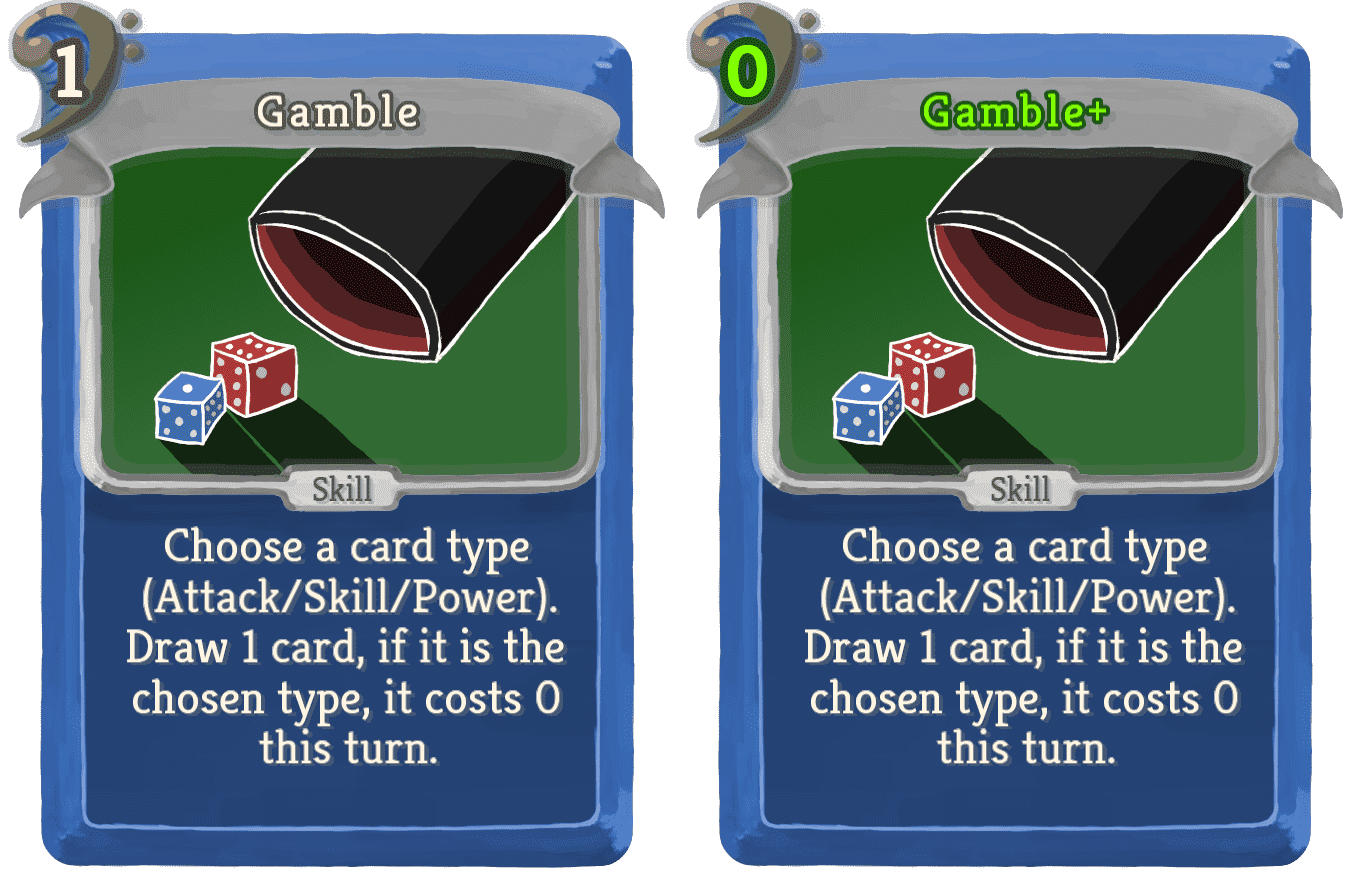 1
Gamble
Skill
Choose a card type
(Attack/Skill/Power).
Draw 1 card, if it is the
chosen type, it costs 0
this turn.
0
Gamble+
Skill
Choose a card type
(Attack/Skill/Power).
Draw 1 card, if it is the
chosen type, it costs 0
this turn.